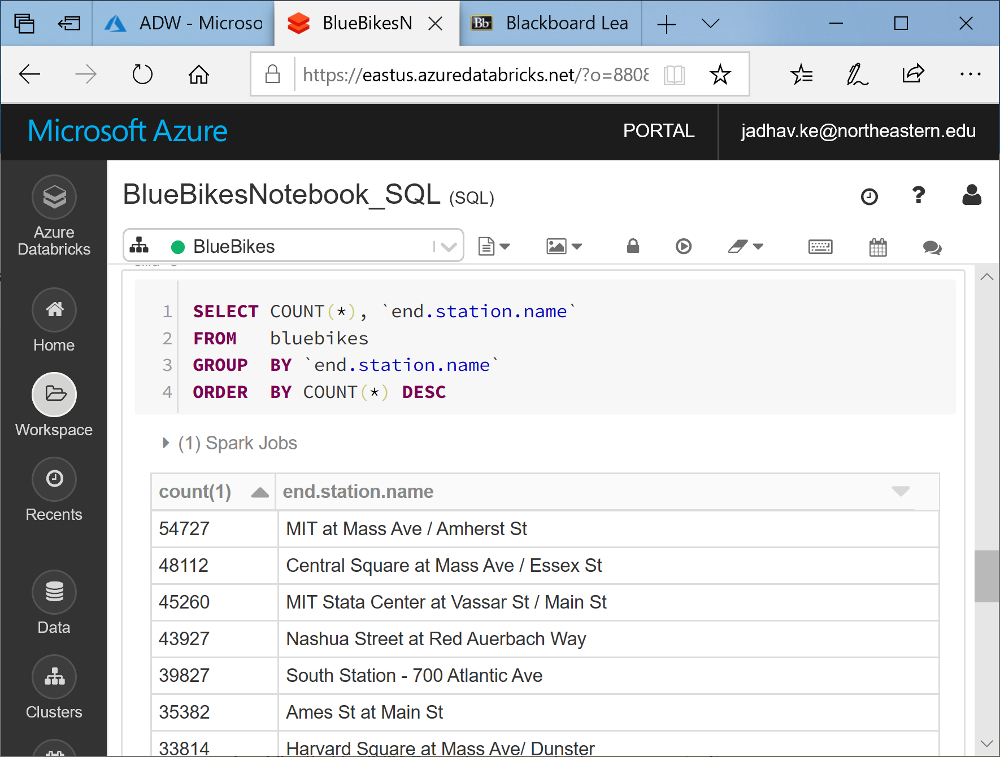 ADW - Microso
BlueBikesN
Blackboard Lea
https://eastus.azuredatabricks.net/?o=8808
Microsoft Azure
PORTAL
jadhav.ke@northeastern.edu
Azure
Databricks
Home
Workspace
Recents
Data
Clusters
BlueBikesNotebook_SQL (SQL)
BlueBikes
1 SELECT COUNT(*), `end.station.name`
2 FROM bluebikes
3 GROUP BY `end.station.name`
4 ORDER BY COUNT(*) DESC
(1) Spark Jobs
count(1) end.station.name
54727 MIT at Mass Ave / Amherst St
48112 Central Square at Mass Ave / Essex St
45260 MIT Stata Center at Vassar St / Main St
43927 Nashua Street at Red Auerbach Way
39827 South Station - 700 Atlantic Ave
35382 Ames St at Main St
33814 Harvard Square at Mass Ave/ Dunster